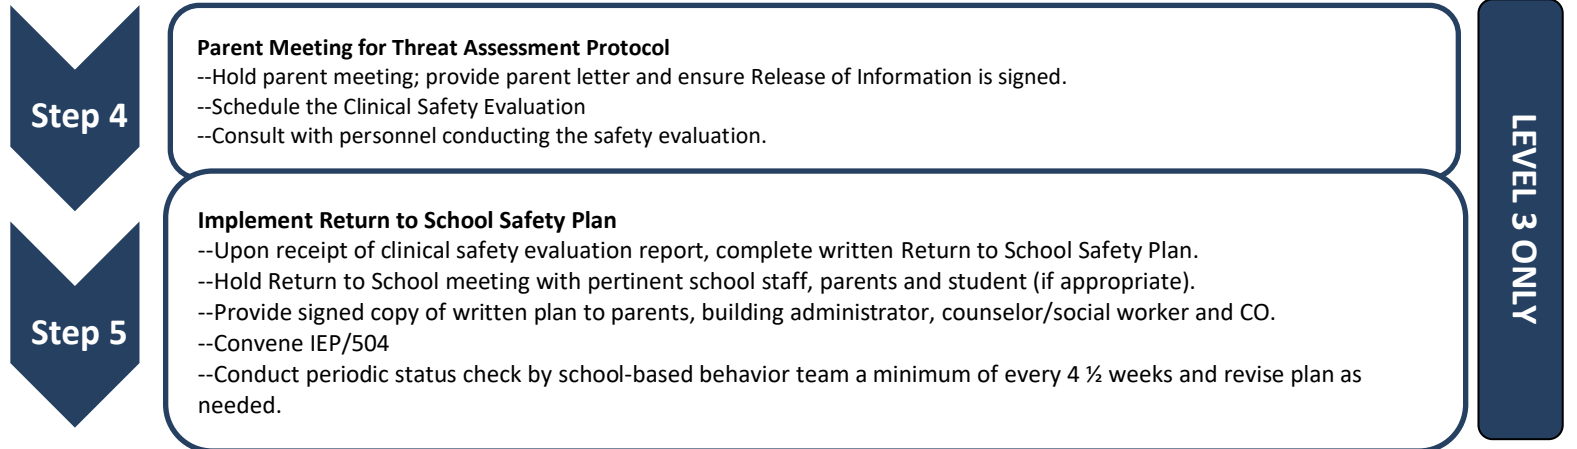 Step 4
Parent Meeting for Threat Assessment Protocol
--Hold parent meeting; provide parent letter and ensure Release of Information is signed.
--Schedule the Clinical Safety Evaluation
--Consult with personnel conducting the safety evaluation.
Step 5
Implement Return to School Safety Plan
--Upon receipt of clinical safety evaluation report, complete written Return to School Safety Plan.
--Hold Return to School meeting with pertinent school staff, parents and student (if appropriate).
--Provide signed copy of written plan to parents, building administrator, counselor/social worker and CO.
--Convene IEP/504
--Conduct periodic status check by school-based behavior team a minimum of every 4 ½ weeks and revise plan as
needed.
LEVEL 3 ONLY